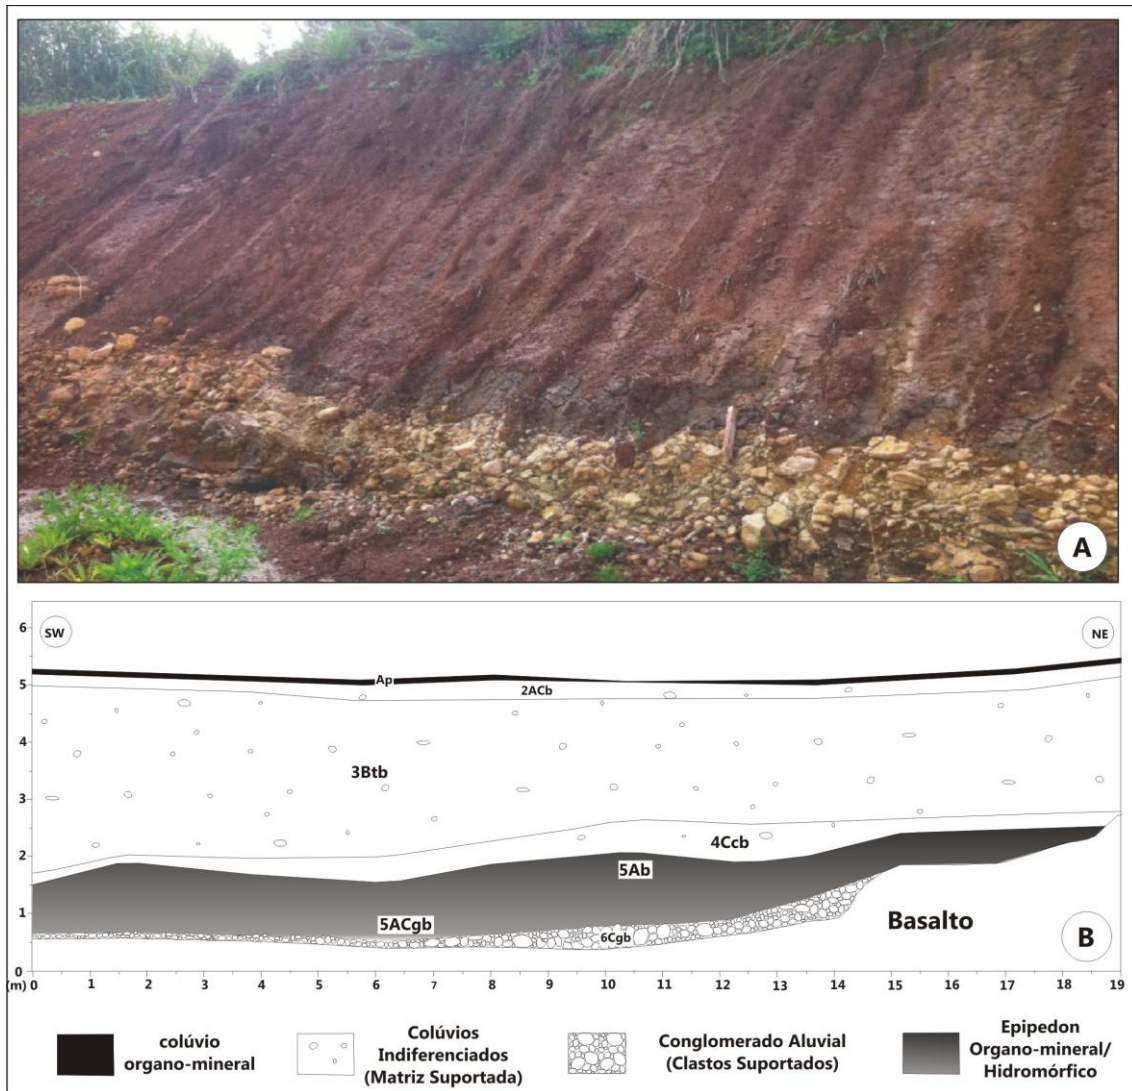 A
6
SW
NE
5
Ap
2ACb
4
3Btb
3
4Ccb
2
5Ab
1
5ACgb
6Cgb
Basalto
B
0
(m) 0 1 2 3 4 5 6 7 8 9 10 11 12 13 14 15 16 17 18 19
colúvio
organo-mineral
Colúvios
Indiferenciados
(Matriz Suportada)
Conglomerado Aluvial
(Clastos Suportados)
Epipedon
Organo-mineral/
Hidromórfico